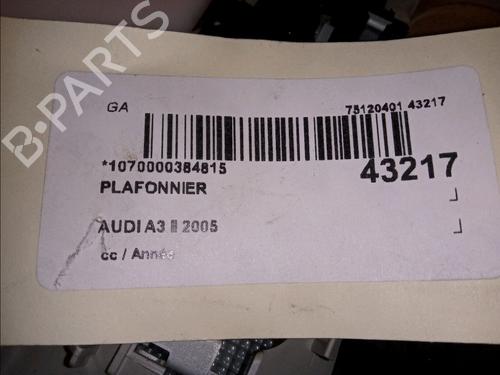 B-PARTS
GA 75120401 43217
*1070000384815 43217
PLAFONNIER
AUDI A3 II 2005
cc / Année